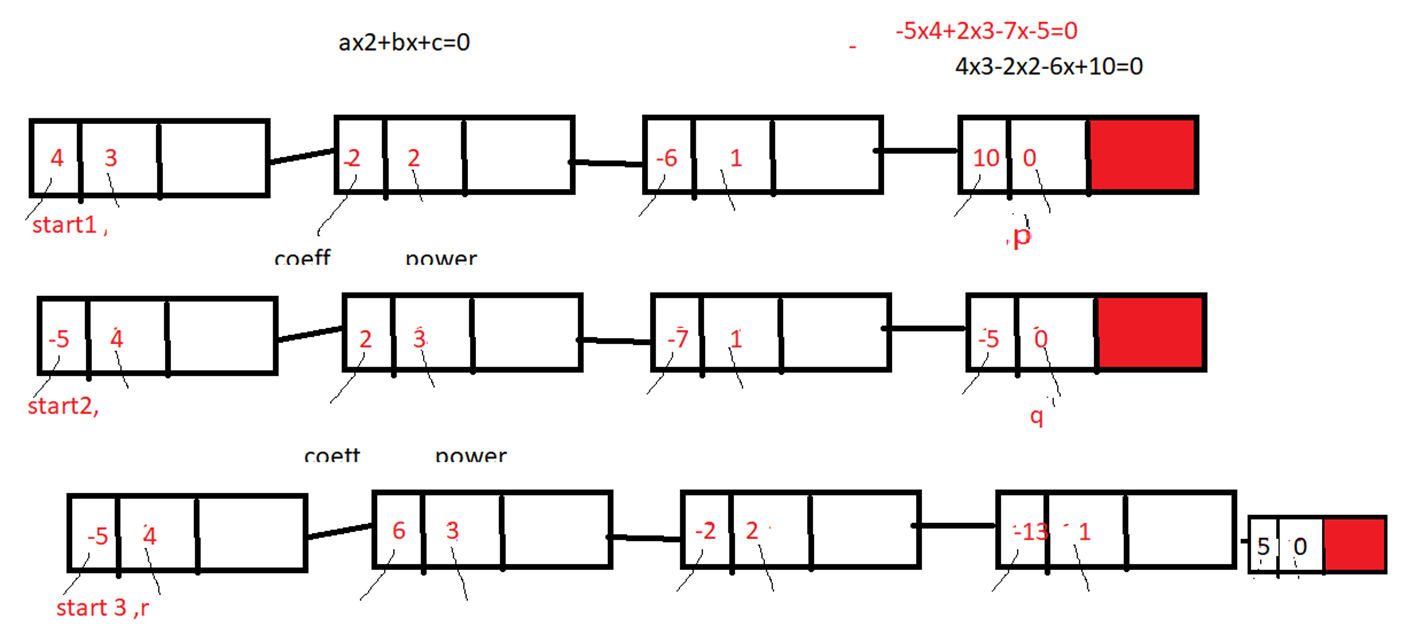 -5x4+2x3-7x-5=0
ax2+bx+c=0 -
4x3-2x2-6x+10=0
4 3 -2 2 -6 1 10 0
start1 , ,p
coeff power
-5 4 2 3 -7 1 -5 0
start2, q
coeff power
-5 4 6 3 -2 2 -13 1 5 0
start 3 ,r